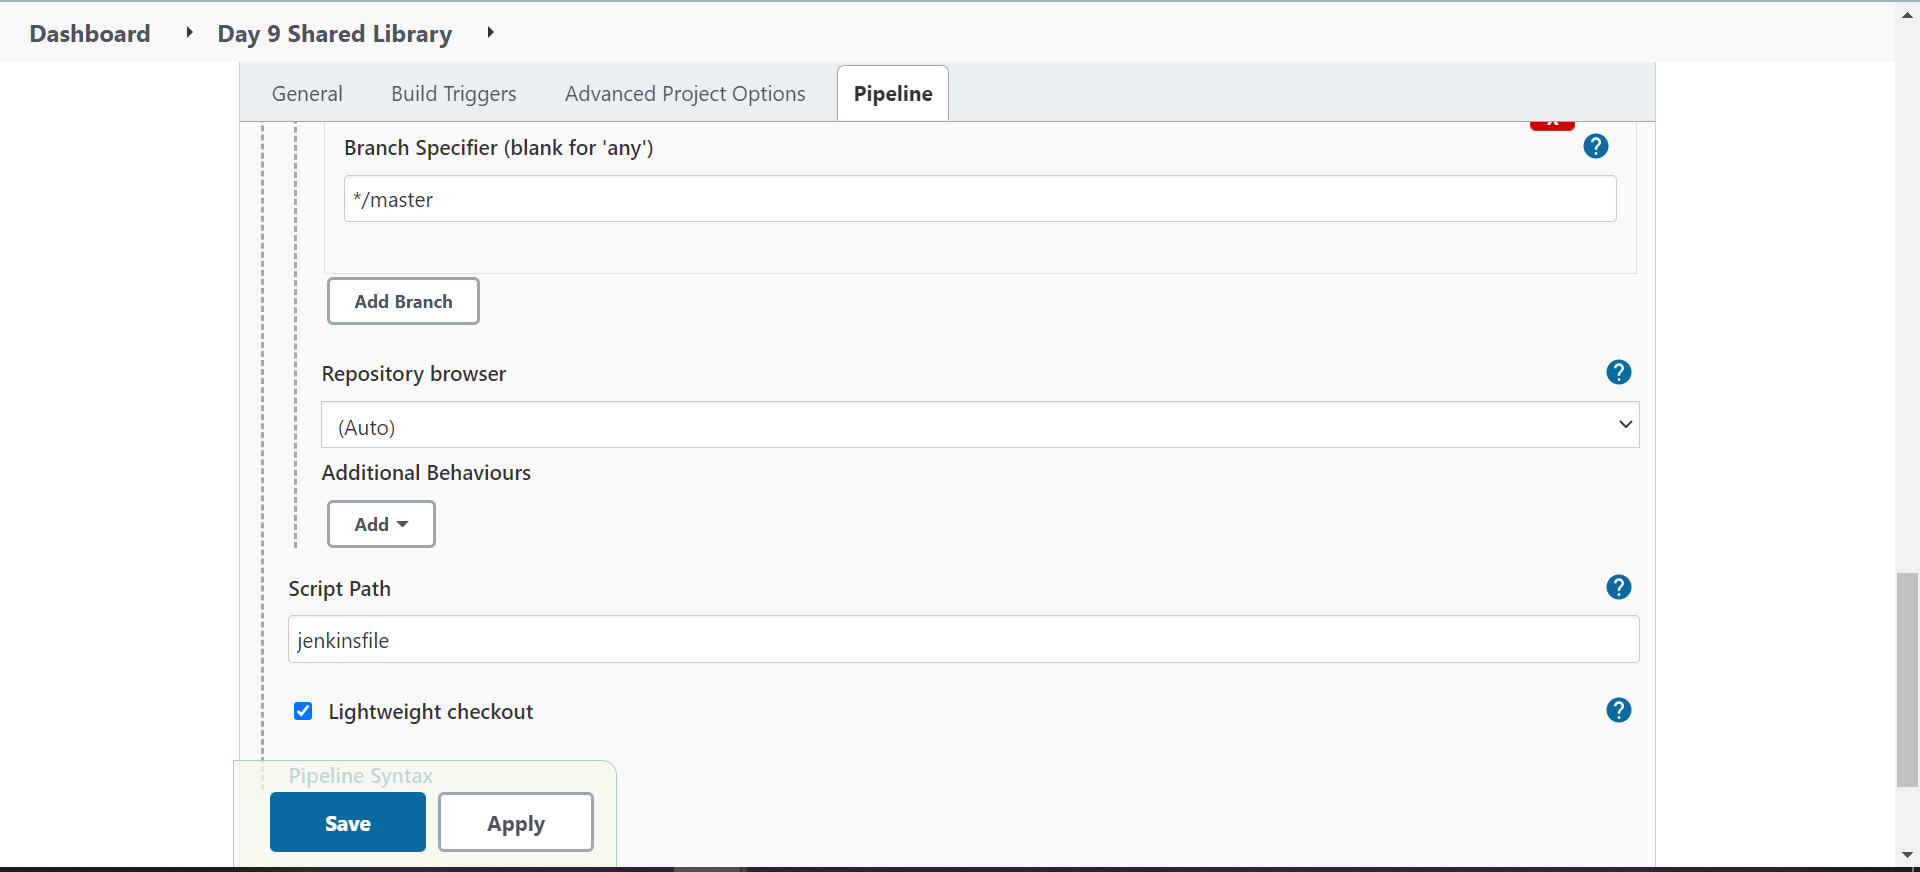 Dashboard Day 9 Shared Library
General Build Triggers Advanced Project Options Pipeline
X
Branch Specifier (blank for 'any') ?
*/master
Add Branch
Repository browser ?
(Auto)
Additional Behaviours
Add
Script Path ?
jenkinsfile
Lightweight checkout ?
Pipeline Syntax
Save Apply